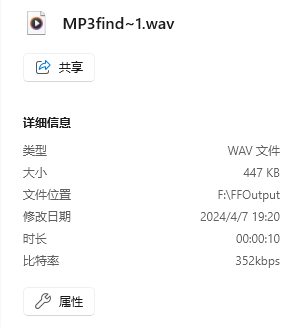 MP3find~1.wav
共享
详细信息
类型 WAV 文件
大小 447 KB
文件位置 F:\FFOutput
修改日期 2024/4/7 19:20
时长 00:00:10
比特率 352kbps
属性